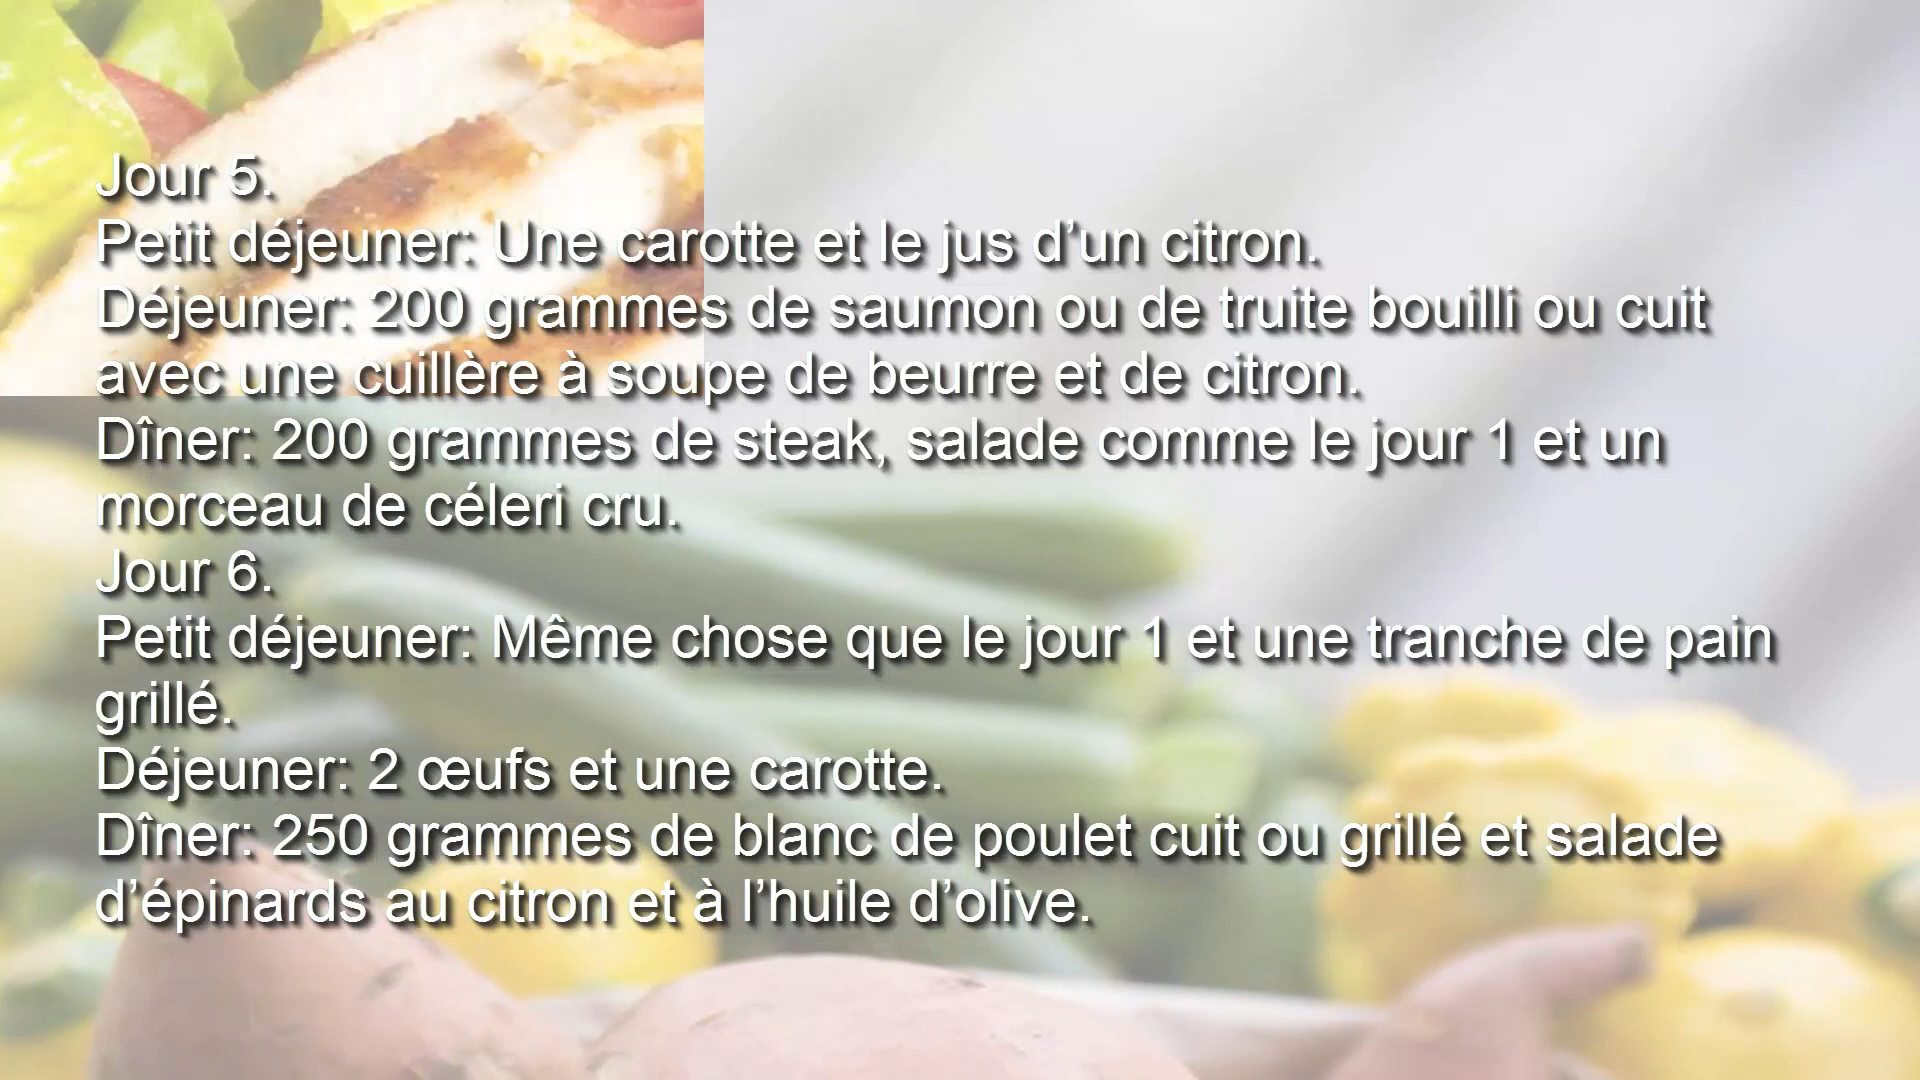 Jour 5.
Petit déjeuner: Une carotte et le jus d’un citron.
Déjeuner: 200 grammes de saumon ou de truite bouilli ou cuit
avec une cuillère à soupe de beurre et de citron.
Dîner: 200 grammes de steak, salade comme le jour 1 et un
morceau de céleri cru.
Jour 6.
Petit déjeuner: Même chose que le jour 1 et une tranche de pain
grillé.
Déjeuner: 2 œufs et une carotte.
Dîner: 250 grammes de blanc de poulet cuit ou grillé et salade
d’épinards au citron et à l’huile d’olive.